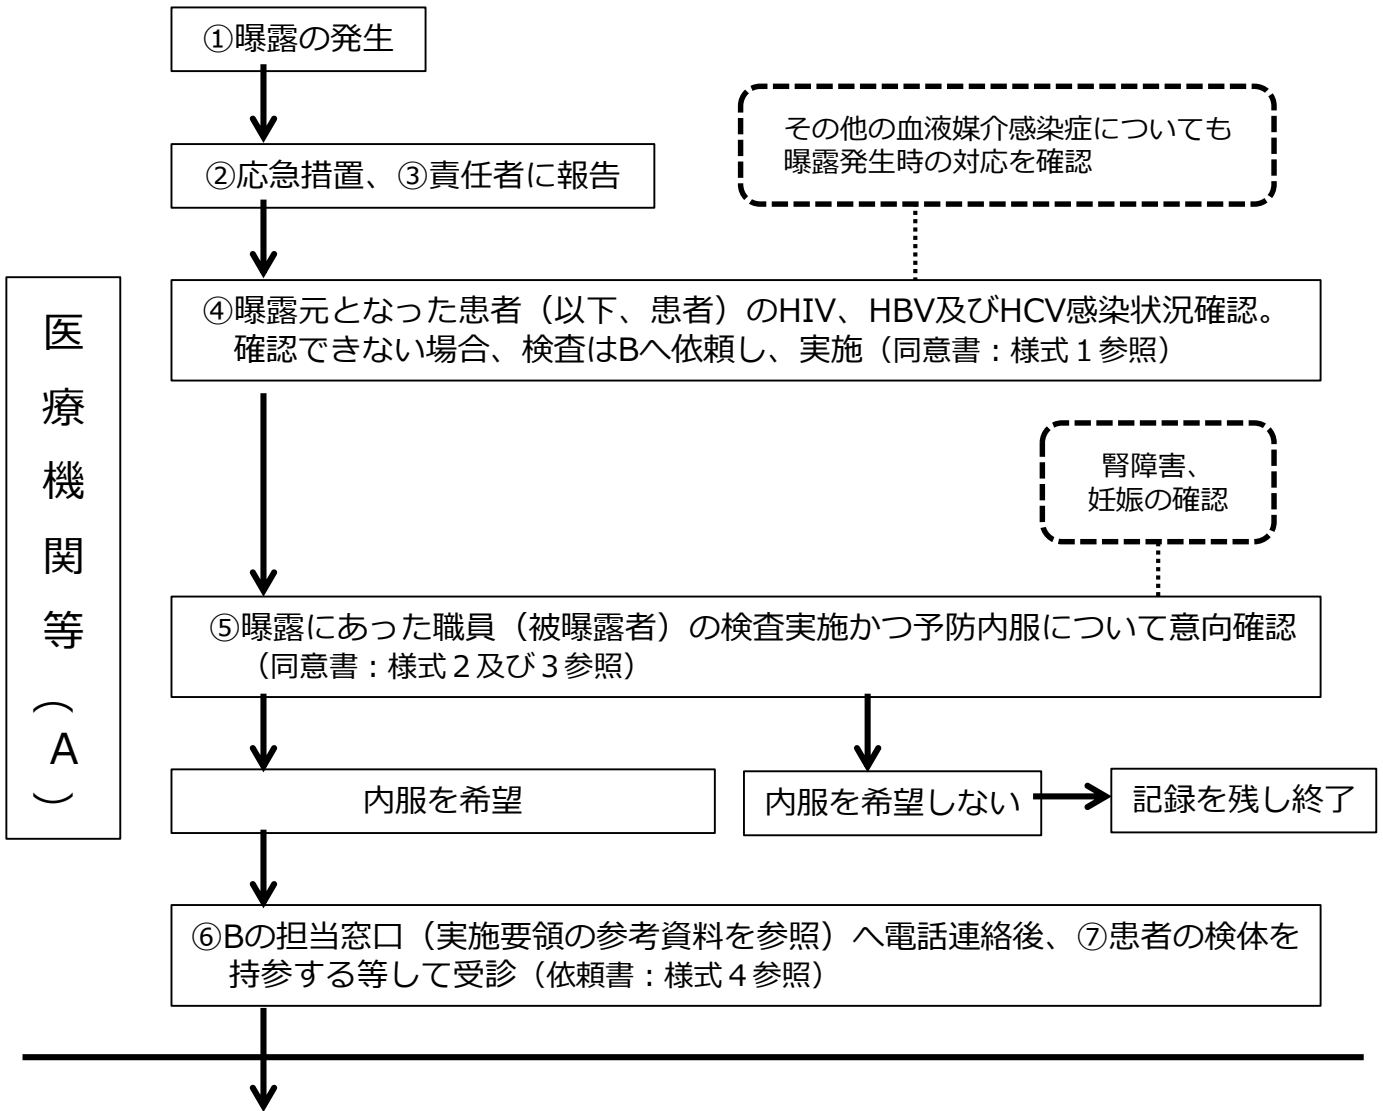 ①曝露の発生
その他の血液媒介感染症についても
曝露発生時の対応を確認
②応急措置、③責任者に報告
医療機関等（A）
④曝露元となった患者（以下、患者）のHIV、HBV及びHCV感染状況確認。
確認できない場合、検査はBへ依頼し、実施（同意書：様式１参照）
腎障害、
妊娠の確認
⑤曝露にあった職員（被曝露者）の検査実施かつ予防内服について意向確認
（同意書：様式２及び３参照）
内服を希望
内服を希望しない
記録を残し終了
⑥Bの担当窓口（実施要領の参考資料を参照）へ電話連絡後、⑦患者の検体を
持参する等して受診（依頼書：様式４参照）